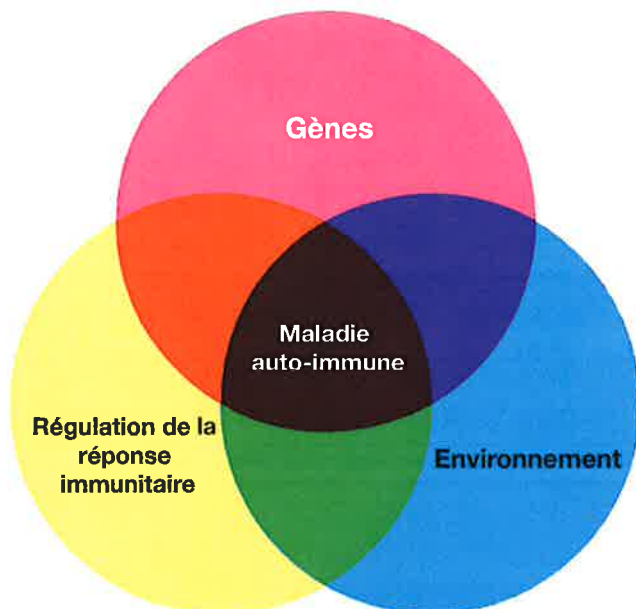 Gènes
Maladie
auto-immune
Régulation de la
réponse
immunitaire
Environnement